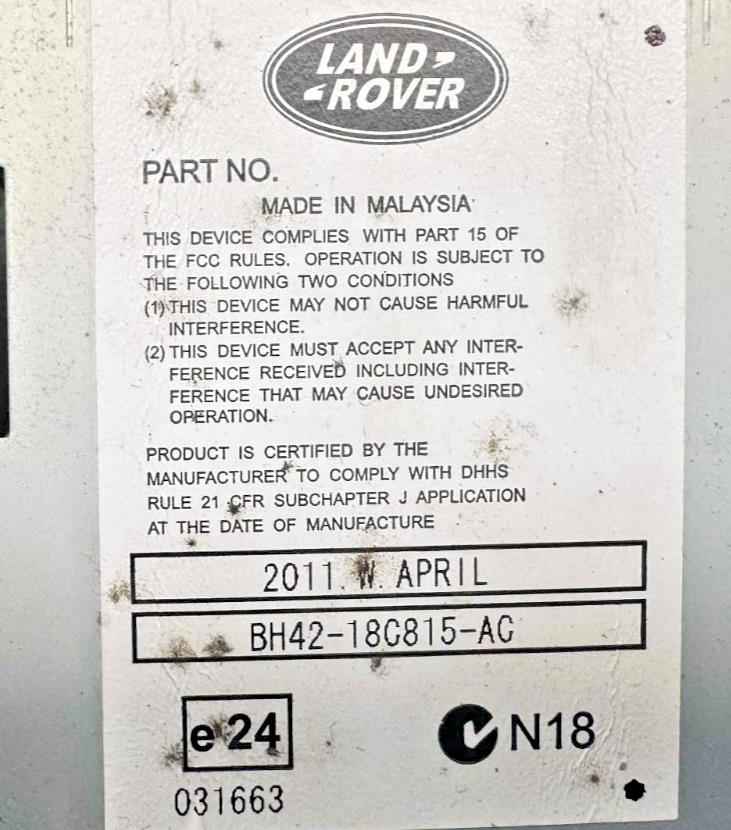 LAND
ROVER
PART NO.
MADE IN MALAYSIA
THIS DEVICE COMPLIES WITH PART 15 OF
THE FCC RULES. OPERATION IS SUBJECT TO
THE FOLLOWING TWO CONDITIONS
(1) THIS DEVICE MAY NOT CAUSE HARMFUL
INTERFERENCE.
(2) THIS DEVICE MUST ACCEPT ANY INTER-
FERENCE RECEIVED INCLUDING INTER-
FERENCE THAT MAY CAUSE UNDESIRED
OPERATION.
PRODUCT IS CERTIFIED BY THE
MANUFACTURER TO COMPLY WITH DHHS
RULE 21 CFR SUBCHAPTER J APPLICATION
AT THE DATE OF MANUFACTURE
2011. W. APRIL
BH42-18C815-AC
e 24
N18
031663